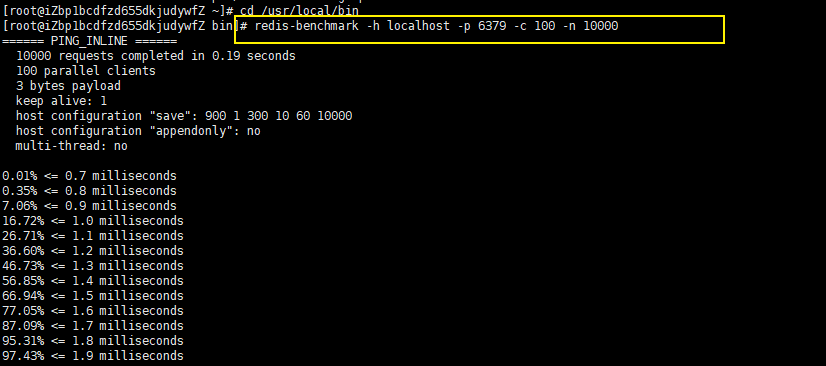 [root@iZbp1bcdfzd655dkjudywfZ ~]# cd /usr/local/bin
[root@iZbp1bcdfzd655dkjudywfZ bin]# redis-benchmark -h localhost -p 6379 -c 100 -n 10000
====== PING_INLINE ======
  10000 requests completed in 0.19 seconds
  100 parallel clients
  3 bytes payload
  keep alive: 1
  host configuration "save": 900 1 300 10 60 10000
  host configuration "appendonly": no
  multi-thread: no

0.01% <= 0.7 milliseconds
0.35% <= 0.8 milliseconds
7.06% <= 0.9 milliseconds
16.72% <= 1.0 milliseconds
26.71% <= 1.1 milliseconds
36.60% <= 1.2 milliseconds
46.73% <= 1.3 milliseconds
56.85% <= 1.4 milliseconds
66.94% <= 1.5 milliseconds
77.05% <= 1.6 milliseconds
87.09% <= 1.7 milliseconds
95.31% <= 1.8 milliseconds
97.43% <= 1.9 milliseconds